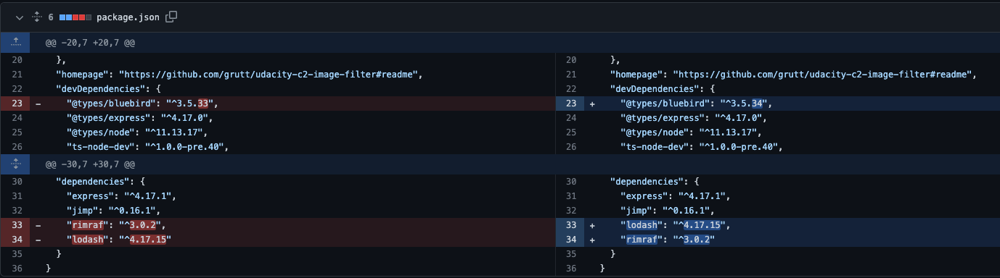 6 package.json
@@ -20,7 +20,7 @@
20 },
21 "homepage": "https://github.com/grutt/udacity-c2-image-filter#readme",
22 "devDependencies": {
23 - "@types/bluebird": "^3.5.33",
24 "@types/express": "^4.17.0",
25 "@types/node": "^11.13.17",
26 "ts-node-dev": "^1.0.0-pre.40",
20 },
21 "homepage": "https://github.com/grutt/udacity-c2-image-filter#readme",
22 "devDependencies": {
23 + "@types/bluebird": "^3.5.34",
24 "@types/express": "^4.17.0",
25 "@types/node": "^11.13.17",
26 "ts-node-dev": "^1.0.0-pre.40",
@@ -30,7 +30,7 @@
30 "dependencies": {
31 "express": "^4.17.1",
32 "jimp": "^0.16.1",
33 - "rimraf": "^3.0.2",
34 - "lodash": "^4.17.15"
35 }
36 }
30 "dependencies": {
31 "express": "^4.17.1",
32 "jimp": "^0.16.1",
33 + "lodash": "^4.17.15",
34 + "rimraf": "^3.0.2"
35 }
36 }